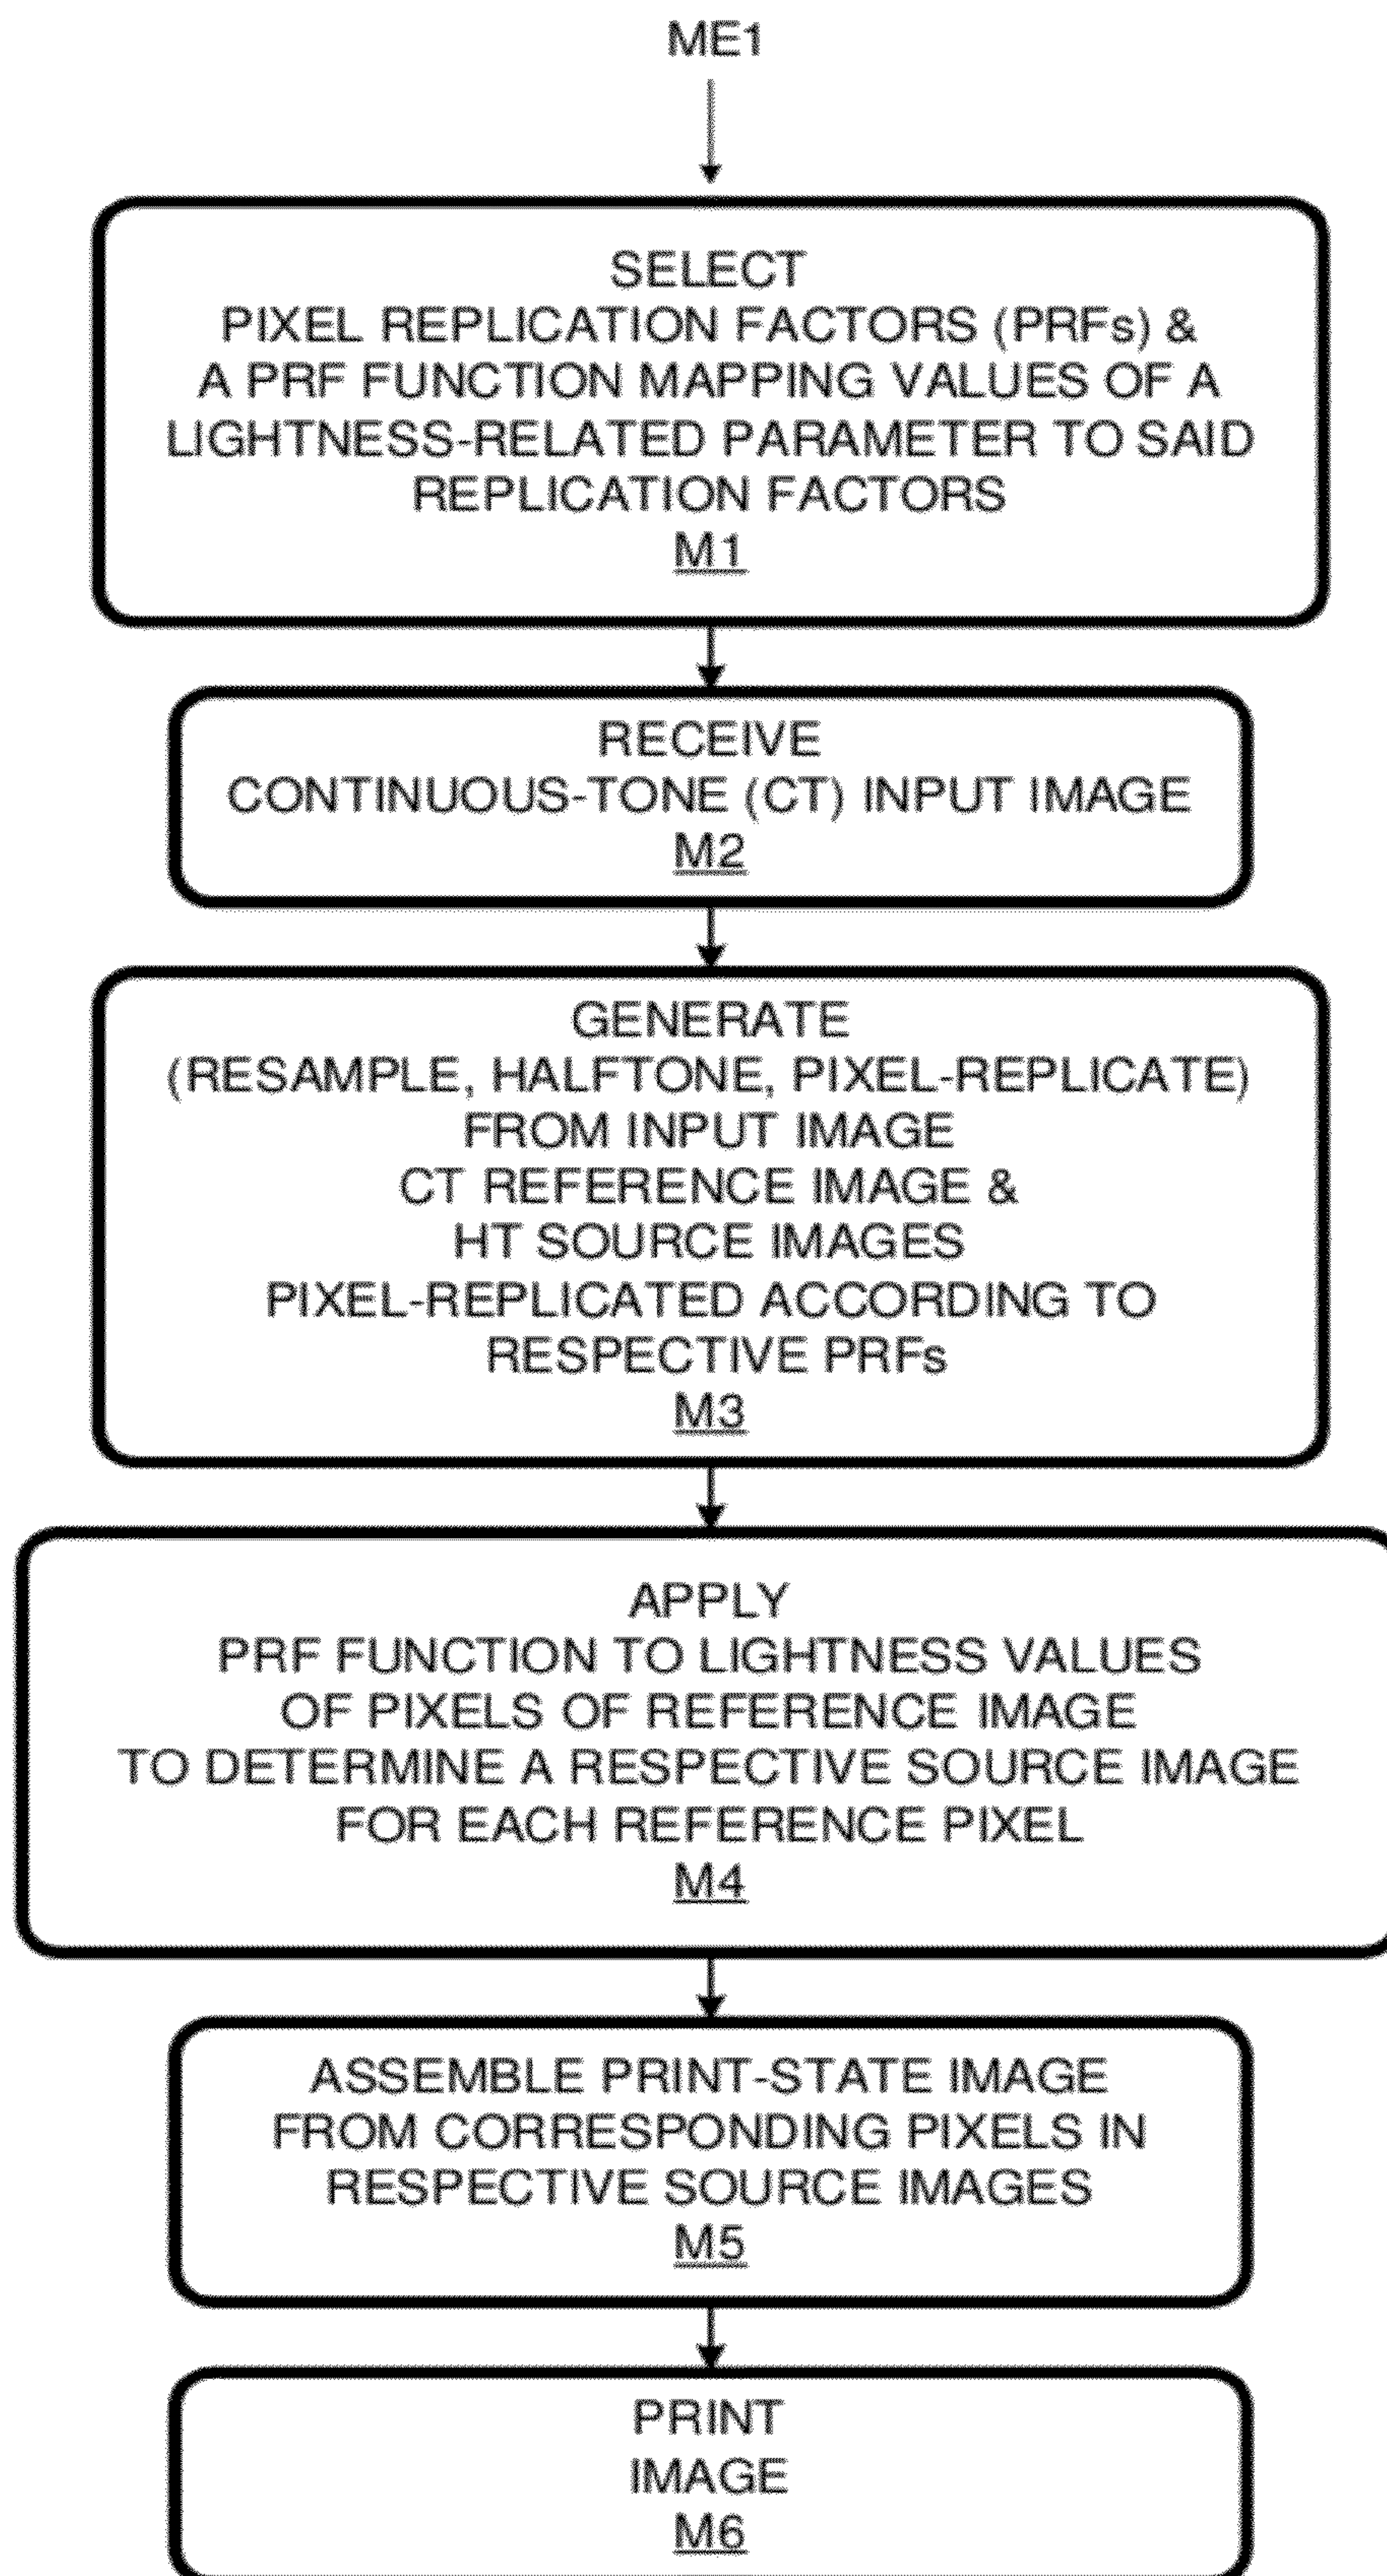 ME1
SELECT
PIXEL REPLICATION FACTORS (PRFs) &
A PRF FUNCTION MAPPING VALUES OF A
LIGHTNESS-RELATED PARAMETER TO SAID
REPLICATION FACTORS
M1
RECEIVE
CONTINUOUS-TONE (CT) INPUT IMAGE
M2
GENERATE
(RESAMPLE, HALFTONE, PIXEL-REPLICATE)
FROM INPUT IMAGE
CT REFERENCE IMAGE &
HT SOURCE IMAGES
PIXEL-REPLICATED ACCORDING TO
RESPECTIVE PRFs
M3
APPLY
PRF FUNCTION TO LIGHTNESS VALUES
OF PIXELS OF REFERENCE IMAGE
TO DETERMINE A RESPECTIVE SOURCE IMAGE
FOR EACH REFERENCE PIXEL
M4
ASSEMBLE PRINT-STATE IMAGE
FROM CORRESPONDING PIXELS IN
RESPECTIVE SOURCE IMAGES
M5
PRINT
IMAGE
M6